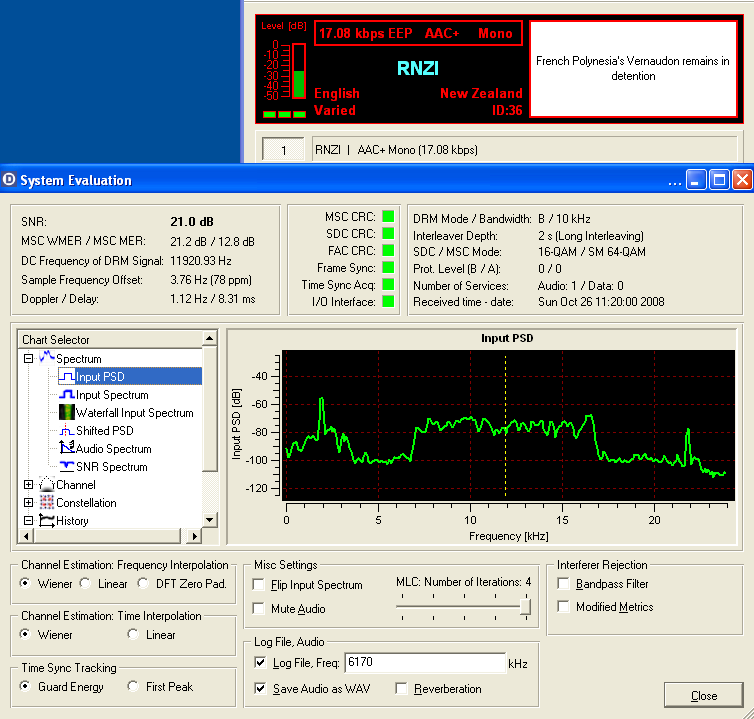 Level [dB]
0
-10
-20
-30
-40
-50
17.08 kbps EEP AAC+ Mono
RNZI
English New Zealand
Varied ID:36
French Polynesia's Vernaudon remains in
detention
1 RNZI | AAC+ Mono (17.08 kbps)
D System Evaluation ...
SNR: 21.0 dB
MSC WMER / MSC MER: 21.2 dB / 12.8 dB
DC Frequency of DRM Signal: 11920.93 Hz
Sample Frequency Offset: 3.76 Hz (78 ppm)
Doppler / Delay: 1.12 Hz / 8.31 ms
MSC CRC:
SDC CRC:
FAC CRC:
Frame Sync:
Time Sync Acq:
I/O Interface:
DRM Mode / Bandwidth: B / 10 kHz
Interleaver Depth: 2 s (Long Interleaving)
SDC / MSC Mode: 16-QAM / SM 64-QAM
Prot. Level (B / A): 0 / 0
Number of Services: Audio: 1 / Data: 0
Received time - date: Sun Oct 26 11:20:00 2008
Chart Selector
Spectrum
Input PSD
Input Spectrum
Waterfall Input Spectrum
Shifted PSD
Audio Spectrum
SNR Spectrum
Channel
Constellation
History
Input PSD
Input PSD [dB]
-40
-60
-80
-100
-120
0 5 10 15 20
Frequency [kHz]
Channel Estimation: Frequency Interpolation
Wiener Linear DFT Zero Pad.
Channel Estimation: Time Interpolation
Wiener Linear
Time Sync Tracking
Guard Energy First Peak
Misc Settings
Flip Input Spectrum
Mute Audio
MLC: Number of Iterations: 4
Log File, Audio
Log File, Freq: 6170 kHz
Save Audio as WAV Reverberation
Interferer Rejection
Bandpass Filter
Modified Metrics
Close